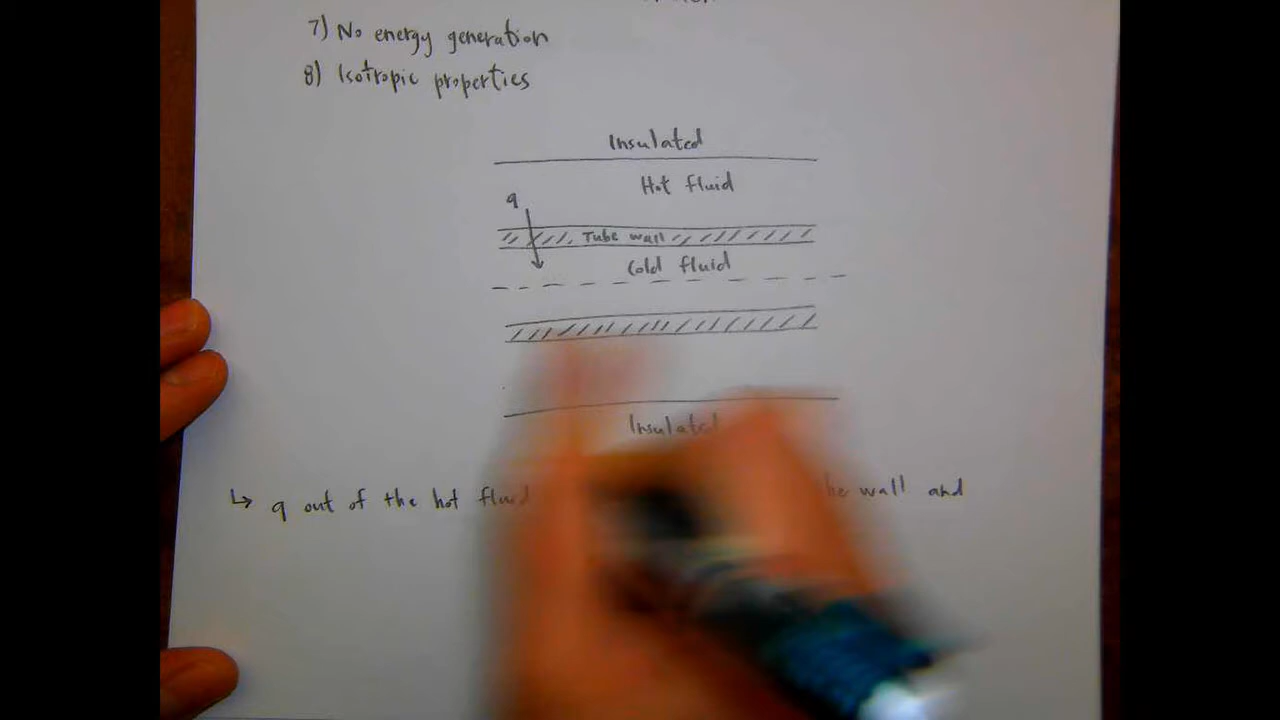 7) No energy generation
8) Isotropic properties
Insulated
Hot fluid
q
Tube wall
Cold fluid
Insulated
↳ q out of the hot fluid the wall and